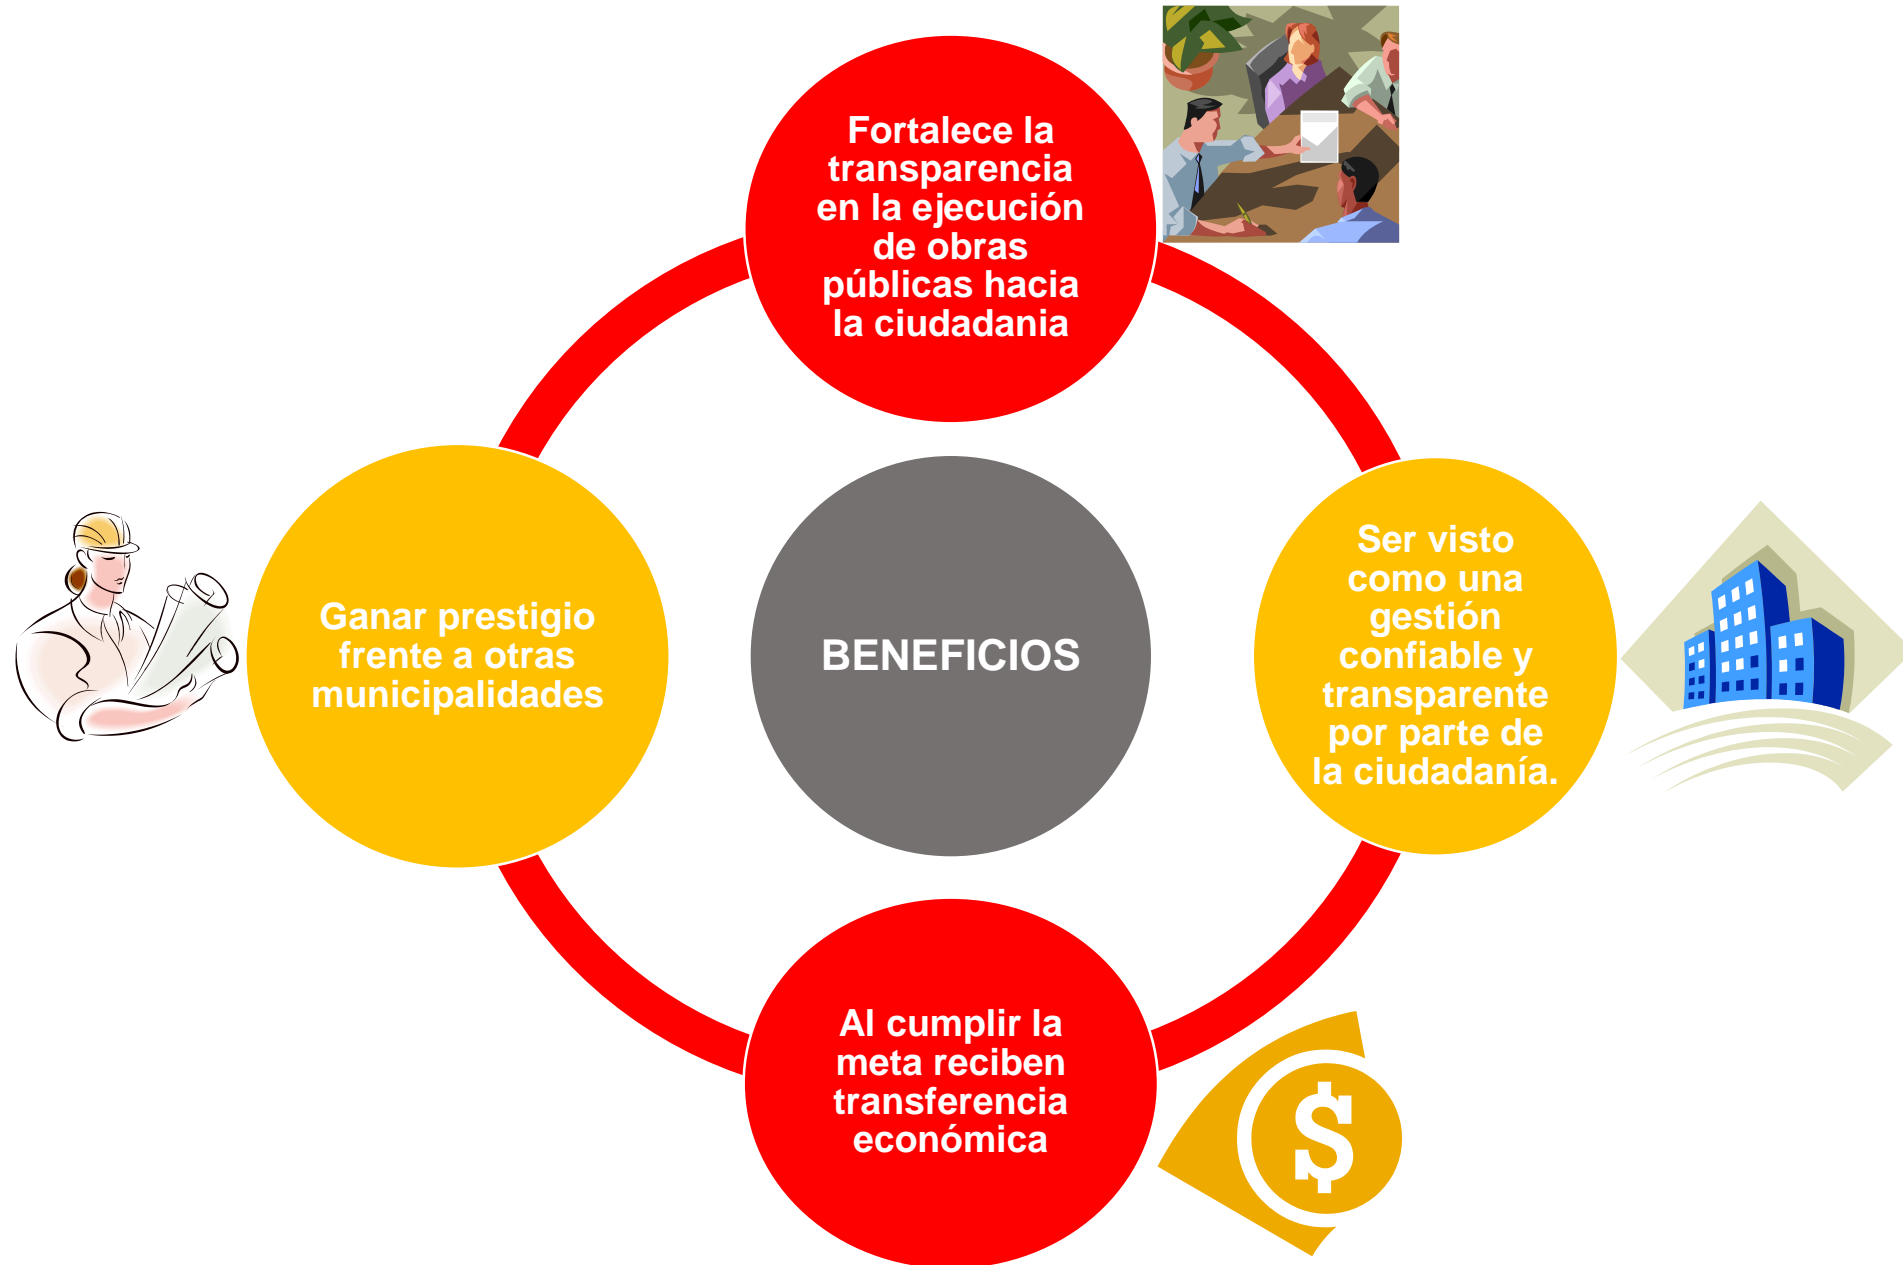 Fortalece la
transparencia
en la ejecución
de obras
públicas hacia
la ciudadania
Ganar prestigio
frente a otras
municipalidades
BENEFICIOS
Ser visto
como una
gestión
confiable y
transparente
por parte de
la ciudadanía.
Al cumplir la
meta reciben
transferencia
económica
$